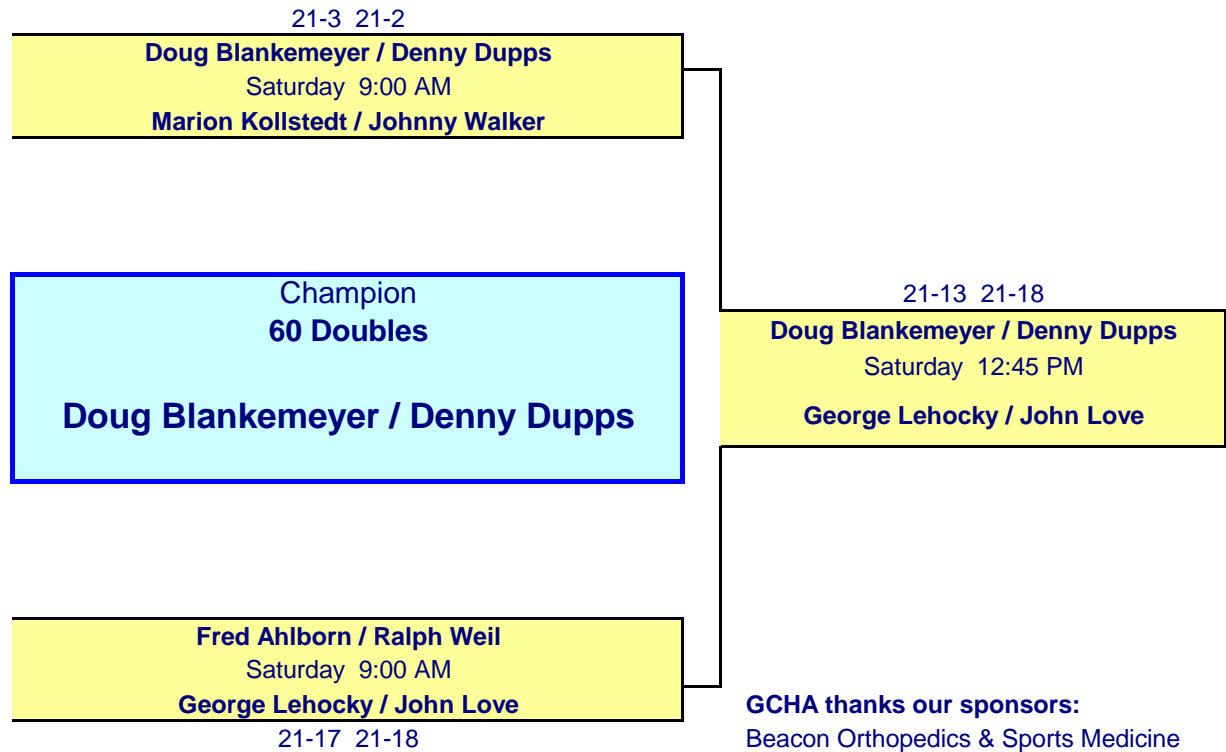 21-3 21-2
Doug Blankemeyer / Denny Dupps
Saturday 9:00 AM
Marion Kollstedt / Johnny Walker
Champion
60 Doubles
Doug Blankemeyer / Denny Dupps
21-13 21-18
Doug Blankemeyer / Denny Dupps
Saturday 12:45 PM
George Lehocky / John Love
Fred Ahlborn / Ralph Weil
Saturday 9:00 AM
George Lehocky / John Love
21-17 21-18
GCHA thanks our sponsors:
Beacon Orthopedics & Sports Medicine